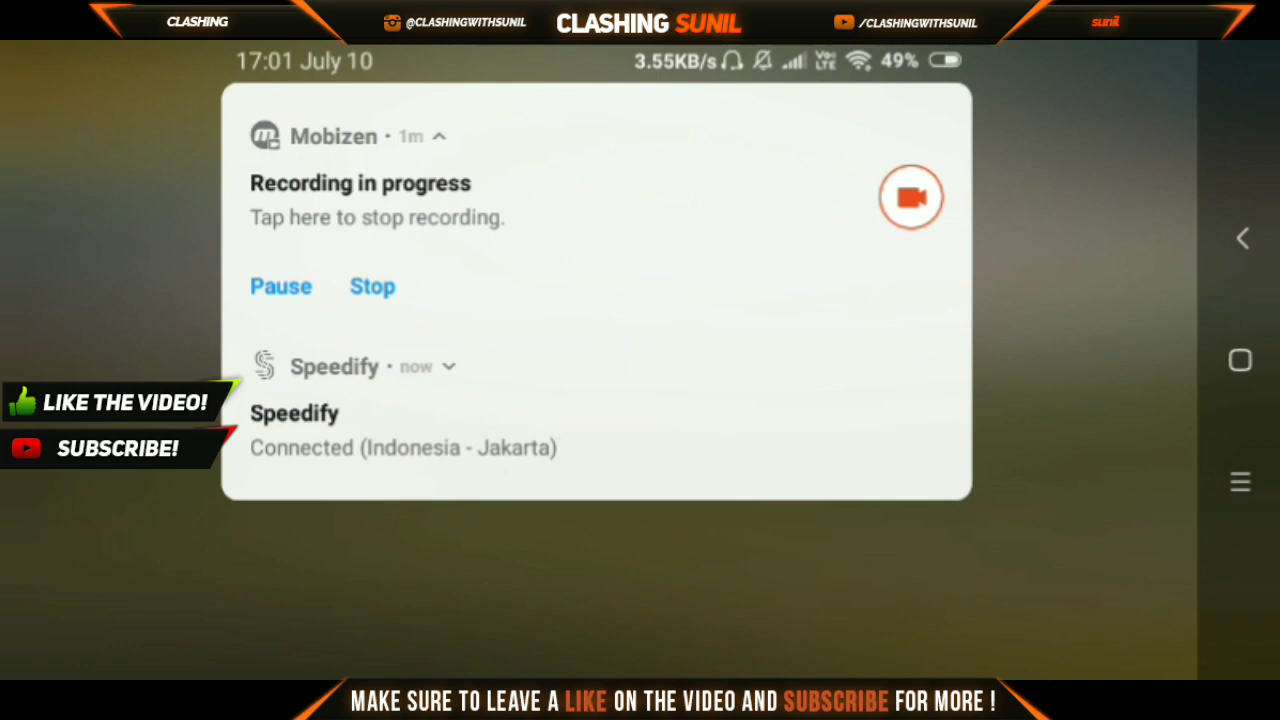 CLASHING
@CLASHINGWITHSUNIL
CLASHING SUNIL
/CLASHINGWITHSUNIL
sunil
17:01 July 10
3.55KB/s
Vo) LTE
49%
Mobizen · 1m
Recording in progress
Tap here to stop recording.
Pause Stop
Speedify · now
LIKE THE VIDEO!
Speedify
SUBSCRIBE!
Connected (Indonesia - Jakarta)
MAKE SURE TO LEAVE A LIKE ON THE VIDEO AND SUBSCRIBE FOR MORE !